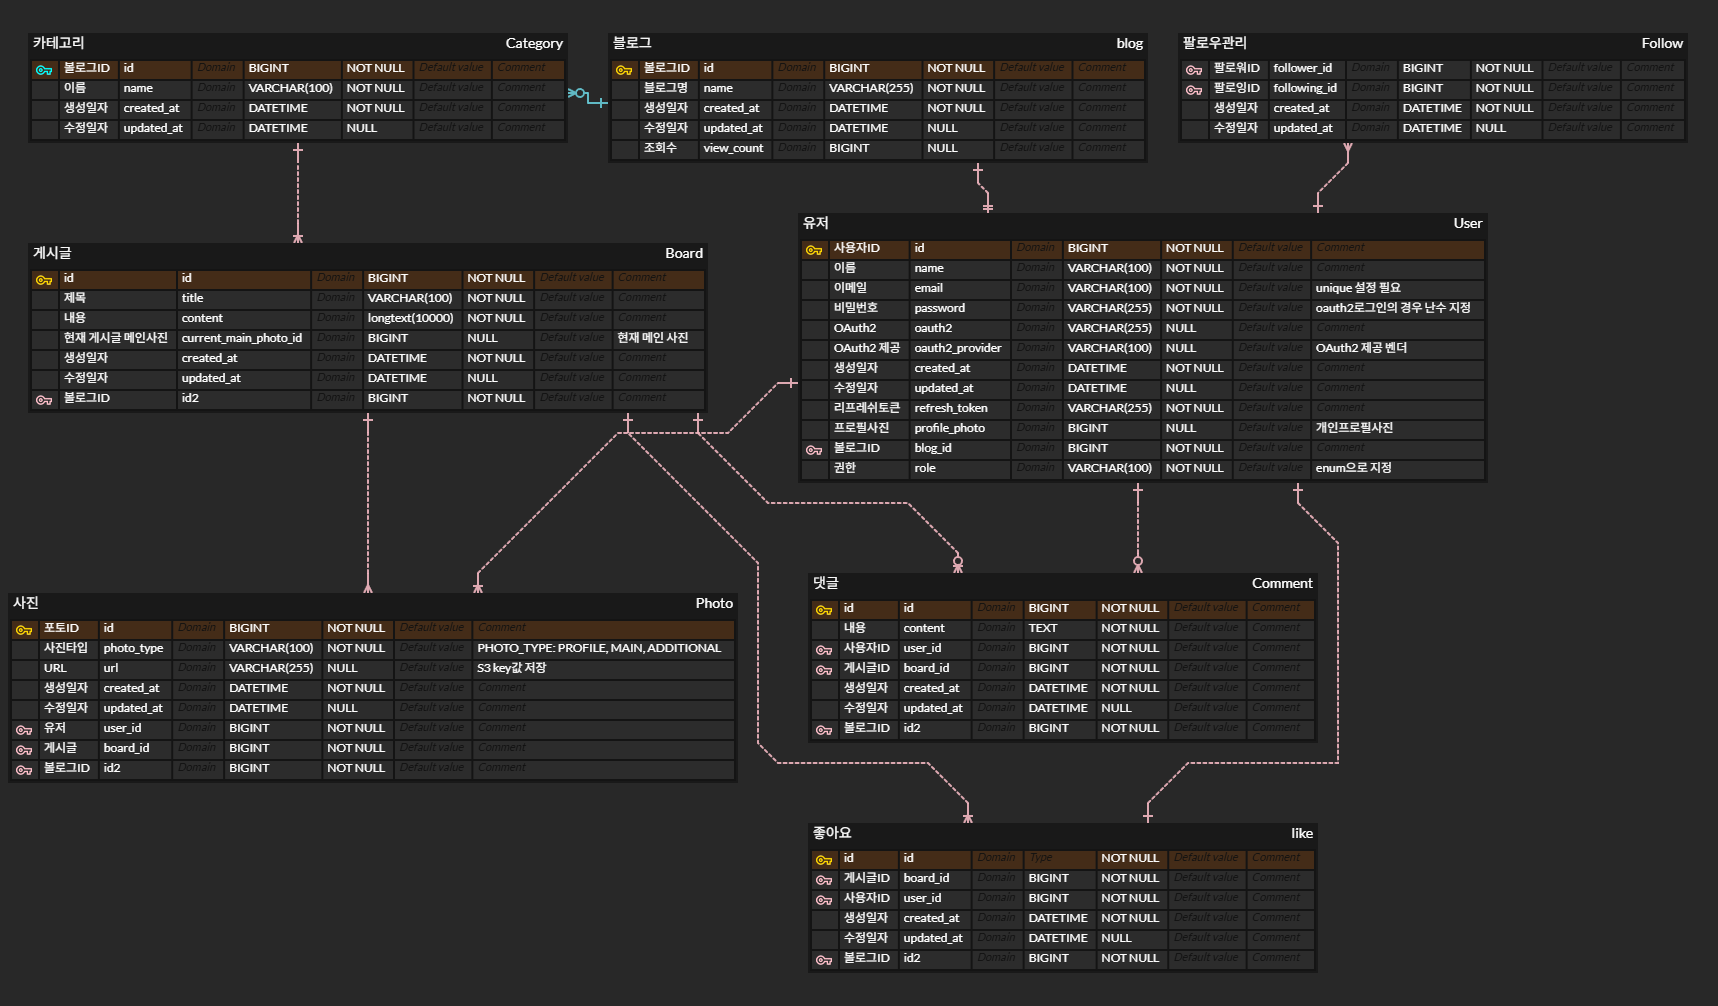 카테고리 Category
블로그ID id Domain BIGINT NOT NULL Default value Comment
이름 name Domain VARCHAR(100) NOT NULL Default value Comment
생성일자 created_at Domain DATETIME NOT NULL Default value Comment
수정일자 updated_at Domain DATETIME NULL Default value Comment
블로그 blog
블로그ID id Domain BIGINT NOT NULL Default value Comment
블로그명 name Domain VARCHAR(255) NOT NULL Default value Comment
생성일자 created_at Domain DATETIME NOT NULL Default value Comment
수정일자 updated_at Domain DATETIME NULL Default value Comment
조회수 view_count Domain BIGINT NULL Default value Comment
팔로우관리 Follow
팔로워ID follower_id Domain BIGINT NOT NULL Default value Comment
팔로잉ID following_id Domain BIGINT NOT NULL Default value Comment
생성일자 created_at Domain DATETIME NOT NULL Default value Comment
수정일자 updated_at Domain DATETIME NULL Default value Comment
게시글 Board
id id Domain BIGINT NOT NULL Default value Comment
제목 title Domain VARCHAR(100) NOT NULL Default value Comment
내용 content Domain longtext(10000) NOT NULL Default value Comment
현재 게시글 메인사진 current_main_photo_id Domain BIGINT NULL Default value 현재 메인 사진
생성일자 created_at Domain DATETIME NOT NULL Default value Comment
수정일자 updated_at Domain DATETIME NULL Default value Comment
블로그ID id2 Domain BIGINT NOT NULL Default value Comment
유저 User
사용자ID id Domain BIGINT NOT NULL Default value Comment
이름 name Domain VARCHAR(100) NOT NULL Default value Comment
이메일 email Domain VARCHAR(100) NOT NULL Default value unique 설정 필요
비밀번호 password Domain VARCHAR(255) NOT NULL Default value oauth2로그인의 경우 난수 지정
OAuth2 oauth2 Domain VARCHAR(255) NULL Default value Comment
OAuth2 제공 oauth2_provider Domain VARCHAR(100) NULL Default value OAuth2 제공 벤더
생성일자 created_at Domain DATETIME NOT NULL Default value Comment
수정일자 updated_at Domain DATETIME NULL Default value Comment
리프레쉬토큰 refresh_token Domain VARCHAR(255) NOT NULL Default value Comment
프로필사진 profile_photo Domain BIGINT NULL Default value 개인프로필사진
블로그ID blog_id Domain BIGINT NOT NULL Default value Comment
권한 role Domain VARCHAR(100) NOT NULL Default value enum으로 지정
사진 Photo
포토ID id Domain BIGINT NOT NULL Default value Comment
사진타입 photo_type Domain VARCHAR(100) NOT NULL Default value PHOTO_TYPE: PROFILE, MAIN, ADDITIONAL
URL url Domain VARCHAR(255) NULL Default value S3 key값 저장
생성일자 created_at Domain DATETIME NOT NULL Default value Comment
수정일자 updated_at Domain DATETIME NULL Default value Comment
유저 user_id Domain BIGINT NOT NULL Default value Comment
게시글 board_id Domain BIGINT NOT NULL Default value Comment
블로그ID id2 Domain BIGINT NOT NULL Default value Comment
댓글 Comment
id id Domain BIGINT NOT NULL Default value Comment
내용 content Domain TEXT NOT NULL Default value Comment
사용자ID user_id Domain BIGINT NOT NULL Default value Comment
게시글ID board_id Domain BIGINT NOT NULL Default value Comment
생성일자 created_at Domain DATETIME NOT NULL Default value Comment
수정일자 updated_at Domain DATETIME NULL Default value Comment
블로그ID id2 Domain BIGINT NOT NULL Default value Comment
좋아요 like
id id Domain Type NOT NULL Default value Comment
게시글ID board_id Domain BIGINT NOT NULL Default value Comment
사용자ID user_id Domain BIGINT NOT NULL Default value Comment
생성일자 created_at Domain DATETIME NOT NULL Default value Comment
수정일자 updated_at Domain DATETIME NULL Default value Comment
블로그ID id2 Domain BIGINT NOT NULL Default value Comment